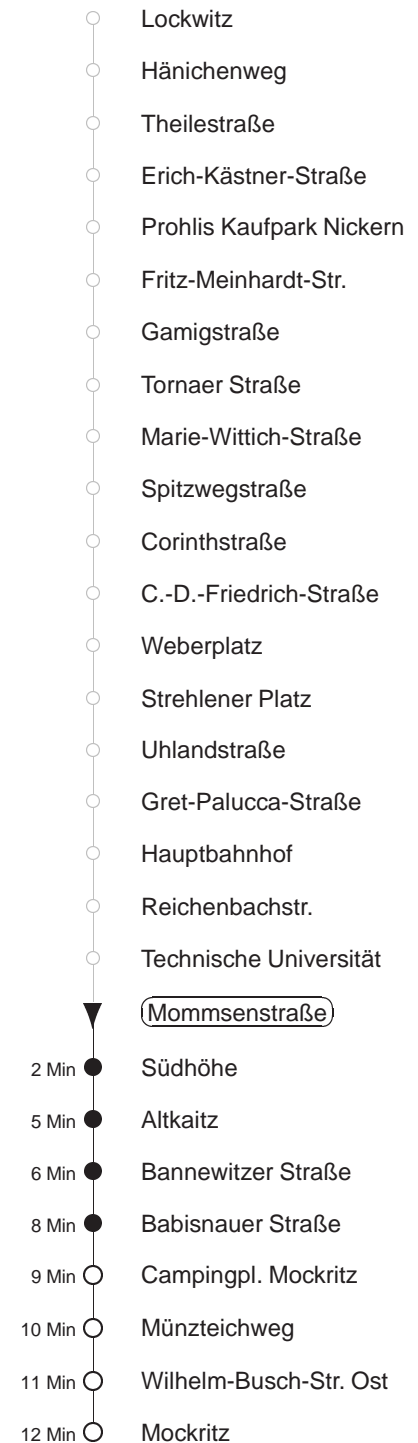 Lockwitz
Hänichenweg
Theilestraße
Erich-Kästner-Straße
Prohlis Kaufpark Nickern
Fritz-Meinhardt-Str.
Gamigstraße
Tornaer Straße
Marie-Wittich-Straße
Spitzwegstraße
Corinthstraße
C.-D.-Friedrich-Straße
Weberplatz
Strehlener Platz
Uhlandstraße
Gret-Palucca-Straße
Hauptbahnhof
Reichenbachstr.
Technische Universität
Mommsenstraße
2 Min Südhöhe
5 Min Altkaitz
6 Min Bannewitzer Straße
8 Min Babisnauer Straße
9 Min Campingpl. Mockritz
10 Min Münzteichweg
11 Min Wilhelm-Busch-Str. Ost
12 Min Mockritz